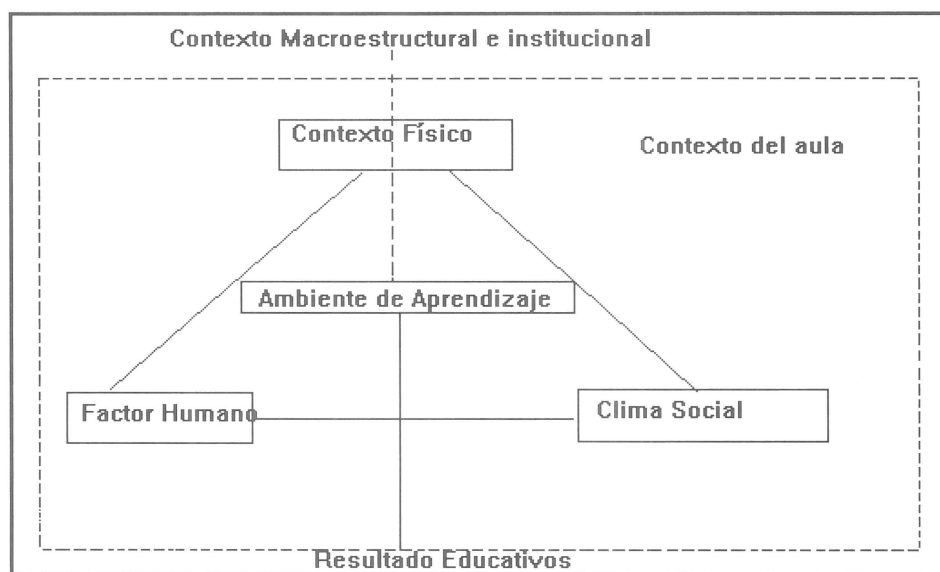 Contexto Macroestructural e institucional
Contexto Físico
Contexto del aula
Ambiente de Aprendizaje
Factor Humano
Clima Social
Resultado Educativos